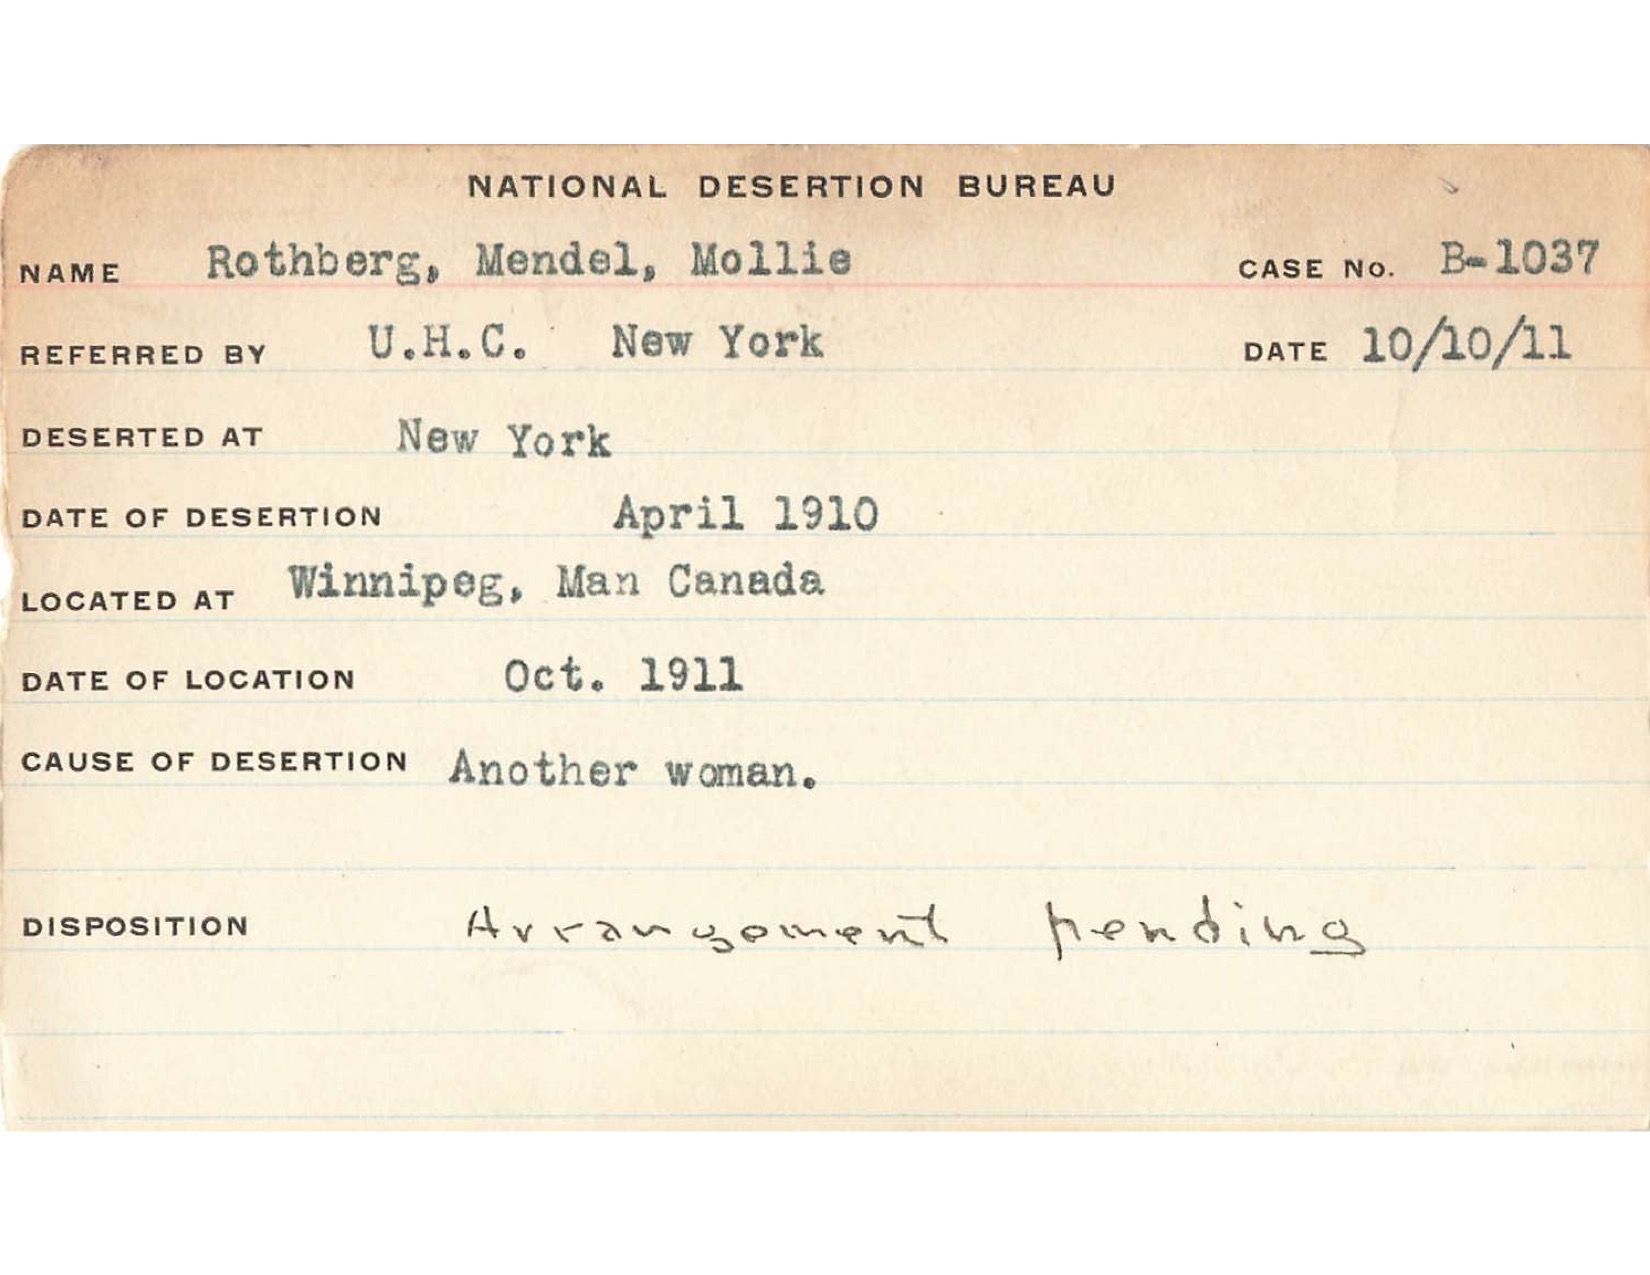 NATIONAL DESERTION BUREAU
NAME Rothberg, Mendel, Mollie CASE No. B-1037
REFERRED BY U.H.C. New York DATE 10/10/11
DESERTED AT New York
DATE OF DESERTION April 1910
LOCATED AT Winnipeg, Man Canada
DATE OF LOCATION Oct. 1911
CAUSE OF DESERTION Another woman.
DISPOSITION Arrangement pending